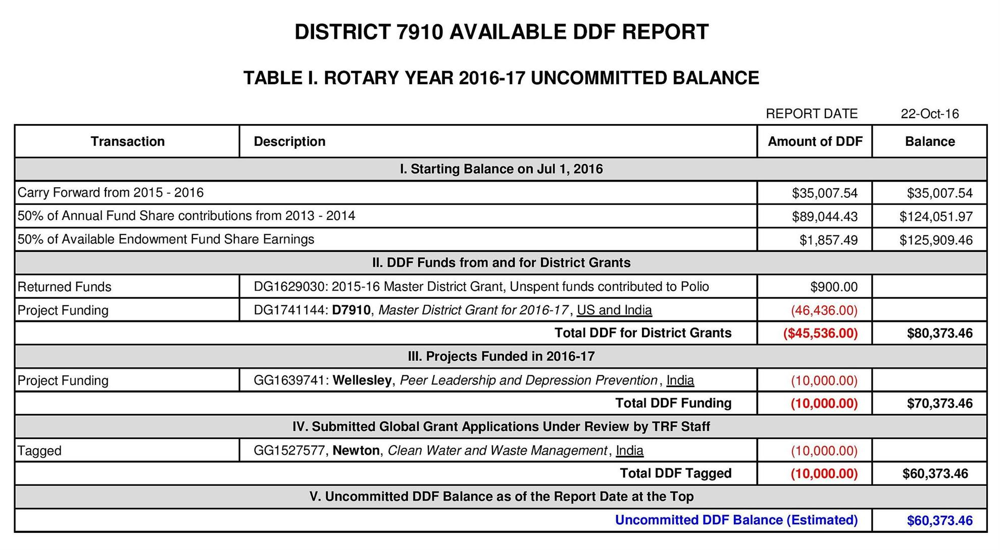 DISTRICT 7910 AVAILABLE DDF REPORT
TABLE I. ROTARY YEAR 2016-17 UNCOMMITTED BALANCE
REPORT DATE 22-Oct-16
Transaction Description Amount of DDF Balance
I. Starting Balance on Jul 1, 2016
Carry Forward from 2015 - 2016 $35,007.54 $35,007.54
50% of Annual Fund Share contributions from 2013 - 2014 $89,044.43 $124,051.97
50% of Available Endowment Fund Share Earnings $1,857.49 $125,909.46
II. DDF Funds from and for District Grants
Returned Funds DG1629030: 2015-16 Master District Grant, Unspent funds contributed to Polio $900.00
Project Funding DG1741144: D7910, Master District Grant for 2016-17, US and India (46,436.00)
Total DDF for District Grants ($45,536.00) $80,373.46
III. Projects Funded in 2016-17
Project Funding GG1639741: Wellesley, Peer Leadership and Depression Prevention, India (10,000.00)
Total DDF Funding (10,000.00) $70,373.46
IV. Submitted Global Grant Applications Under Review by TRF Staff
Tagged GG1527577, Newton, Clean Water and Waste Management, India (10,000.00)
Total DDF Tagged (10,000.00) $60,373.46
V. Uncommitted DDF Balance as of the Report Date at the Top
Uncommitted DDF Balance (Estimated) $60,373.46